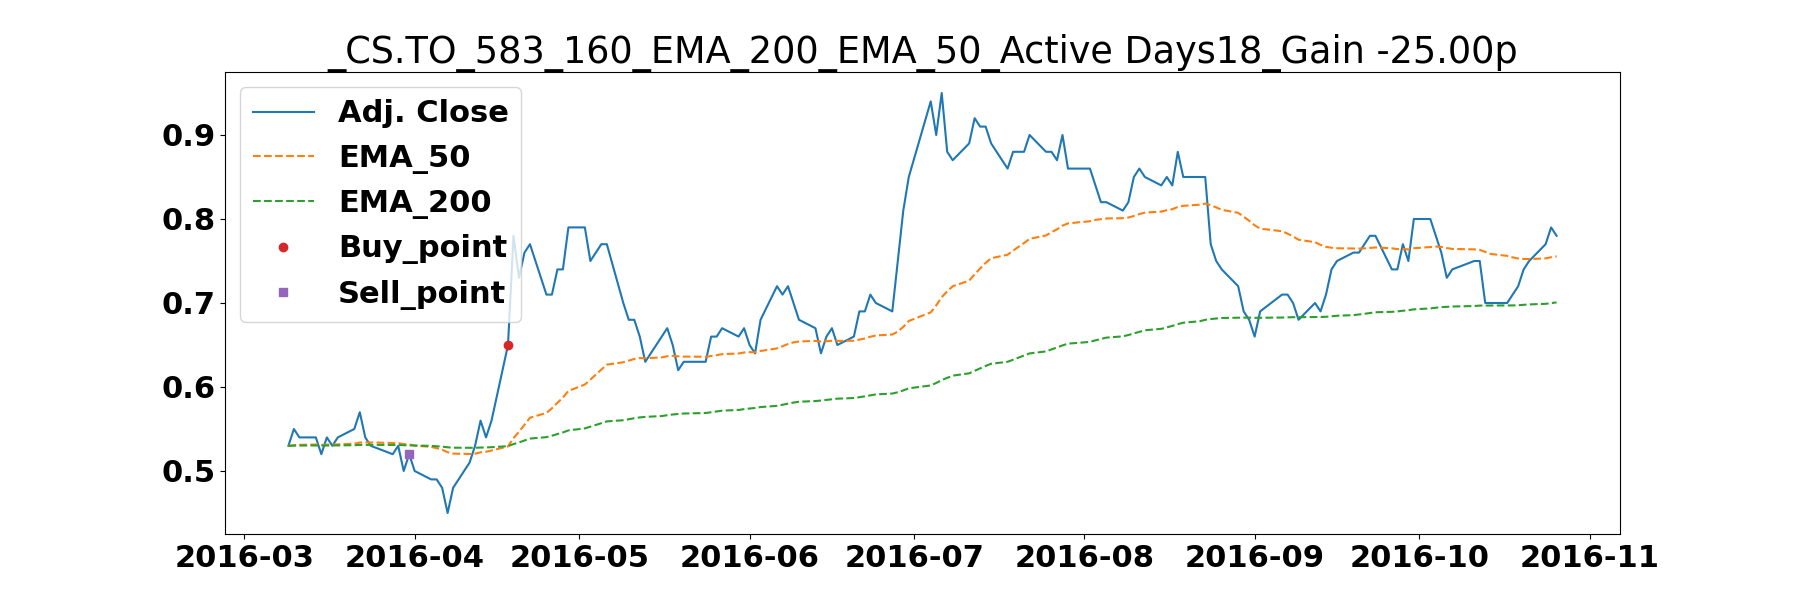 _CS.TO_583_160_EMA_200_EMA_50_Active Days18_Gain -25.00p
Adj. Close
EMA_50
EMA_200
Buy_point
Sell_point
0.9
0.8
0.7
0.6
0.5
2016-03 2016-04 2016-05 2016-06 2016-07 2016-08 2016-09 2016-10 2016-11